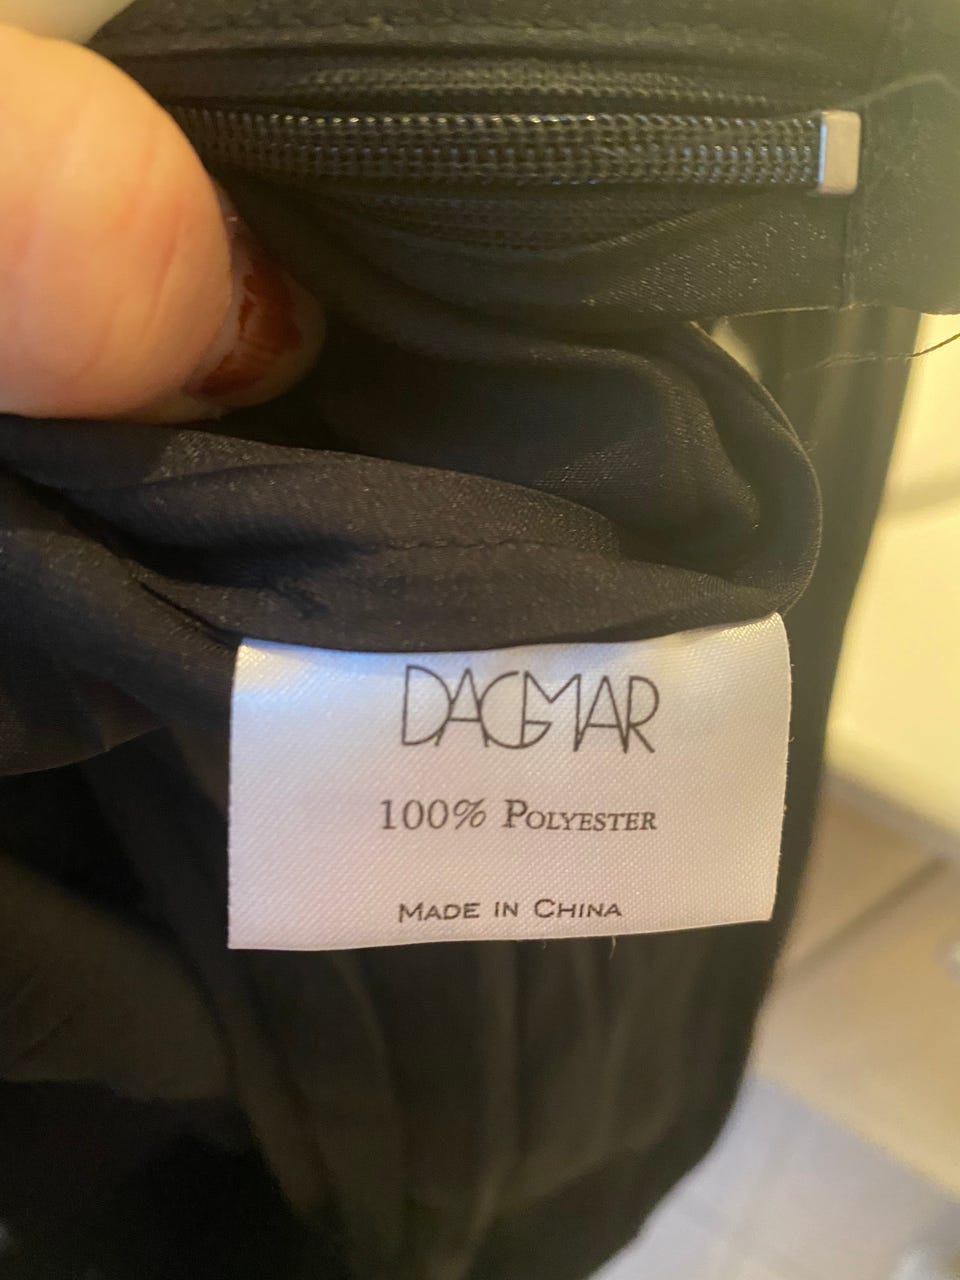 DAGMAR
100% Polyester
Made in China